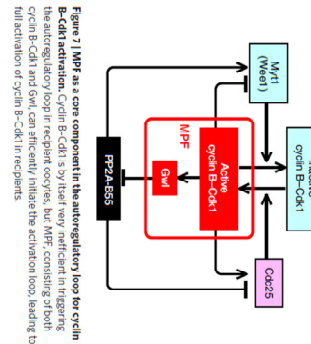 Inactive
cyclin B–Cdk1
Myt1
(Wee1)
Cdc25
Active
cyclin B–Cdk1
MPF
Gwl
PP2A-B55
Figure 7 | MPF as a core component in the autoregulatory loop for cyclin
B-Cdk1 activation. Cyclin B–Cdk1 is by itself very inefficient in triggering
the autoregulatory loop in recipient oocytes, but MPF, consisting of both
cyclin B–Cdk1 and Gwl, can efficiently initiate the activation loop, leading to
full activation of cyclin B–Cdk1 in recipients.